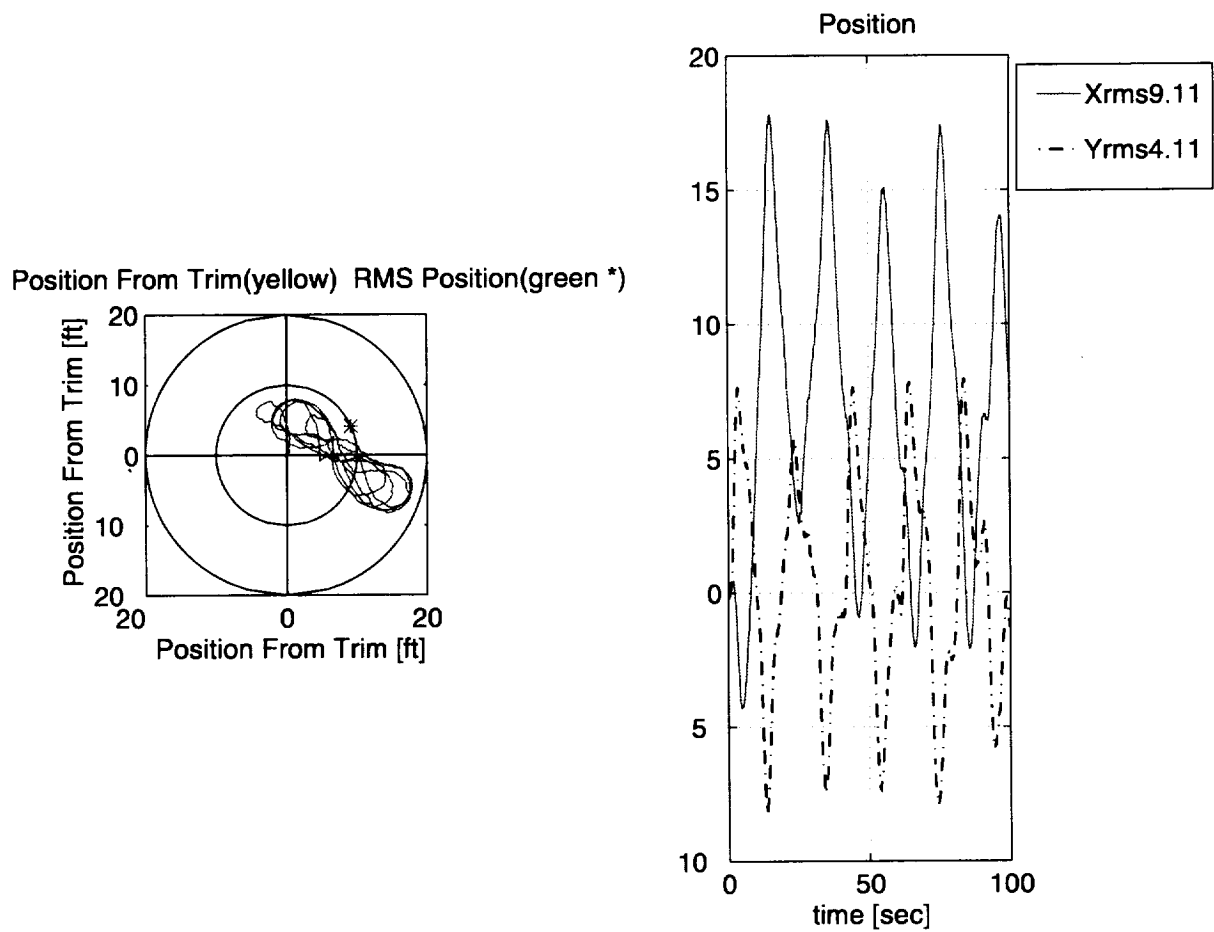 Position From Trim(yellow) RMS Position(green *)
Position From Trim [ft]
20
10
0
10
20
20
0
20
Position From Trim [ft]
Position
20
15
10
5
0
5
10
0
50
100
time [sec]
Xrms9.11
Yrms4.11